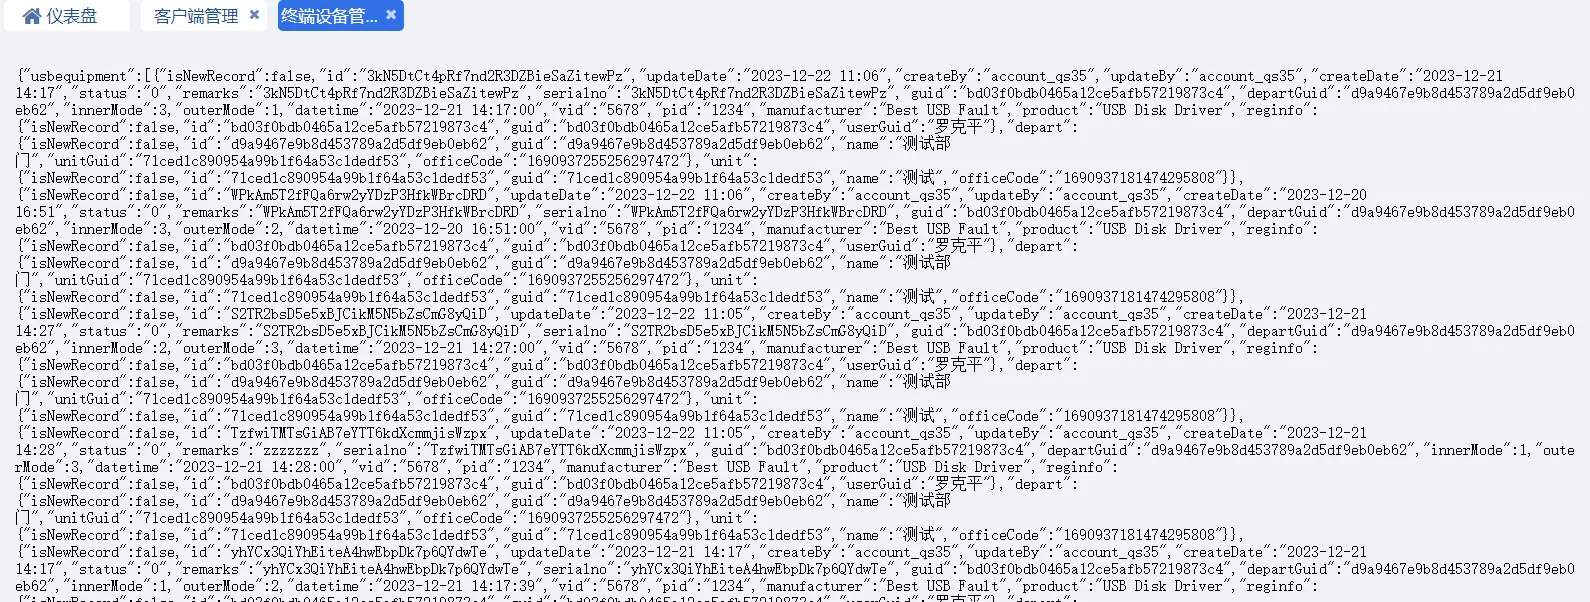 仪表盘
客户端管理 ×
终端设备管... ×
{"usbequipment":[{"isNewRecord":false,"id":"3kN5DtCt4pRf7nd2R3DZBieSaZitewPz","updateDate":"2023-12-22 11:06","createBy":"account_qs35","updateBy":"account_qs35","createDate":"2023-12-21
14:17","status":"0","remarks":"3kN5DtCt4pRf7nd2R3DZBieSaZitewPz","serialno":"3kN5DtCt4pRf7nd2R3DZBieSaZitewPz","guid":"bd03f0bdb0465a12ce5afb57219873c4","departGuid":"d9a9467e9b8d453789a2d5df9eb0
eb62","innerMode":3,"outerMode":1,"datetime":"2023-12-21 14:17:00","vid":"5678","pid":"1234","manufacturer":"Best USB Fault","product":"USB Disk Driver","reginfo":
{"isNewRecord":false,"id":"bd03f0bdb0465a12ce5afb57219873c4","guid":"bd03f0bdb0465a12ce5afb57219873c4","userGuid":"罗克平"},"depart":
{"isNewRecord":false,"id":"d9a9467e9b8d453789a2d5df9eb0eb62","guid":"d9a9467e9b8d453789a2d5df9eb0eb62","name":"测试部
门","unitGuid":"71ced1c890954a99b1f64a53c1dedf53","officeCode":"1690937255256297472"},"unit":
{"isNewRecord":false,"id":"71ced1c890954a99b1f64a53c1dedf53","guid":"71ced1c890954a99b1f64a53c1dedf53","name":"测试","officeCode":"1690937181474295808"}},
{"isNewRecord":false,"id":"WPkAm5T2fFQa6rw2yYDzP3HfkWBrcDRD","updateDate":"2023-12-22 11:06","createBy":"account_qs35","updateBy":"account_qs35","createDate":"2023-12-20
16:51","status":"0","remarks":"WPkAm5T2fFQa6rw2yYDzP3HfkWBrcDRD","serialno":"WPkAm5T2fFQa6rw2yYDzP3HfkWBrcDRD","guid":"bd03f0bdb0465a12ce5afb57219873c4","departGuid":"d9a9467e9b8d453789a2d5df9eb0
eb62","innerMode":3,"outerMode":2,"datetime":"2023-12-20 16:51:00","vid":"5678","pid":"1234","manufacturer":"Best USB Fault","product":"USB Disk Driver","reginfo":
{"isNewRecord":false,"id":"bd03f0bdb0465a12ce5afb57219873c4","guid":"bd03f0bdb0465a12ce5afb57219873c4","userGuid":"罗克平"},"depart":
{"isNewRecord":false,"id":"d9a9467e9b8d453789a2d5df9eb0eb62","guid":"d9a9467e9b8d453789a2d5df9eb0eb62","name":"测试部
门","unitGuid":"71ced1c890954a99b1f64a53c1dedf53","officeCode":"1690937255256297472"},"unit":
{"isNewRecord":false,"id":"71ced1c890954a99b1f64a53c1dedf53","guid":"71ced1c890954a99b1f64a53c1dedf53","name":"测试","officeCode":"1690937181474295808"}},
{"isNewRecord":false,"id":"S2TR2bsD5e5xBJCikM5N5bZsCmG8yQiD","updateDate":"2023-12-22 11:05","createBy":"account_qs35","updateBy":"account_qs35","createDate":"2023-12-21
14:27","status":"0","remarks":"S2TR2bsD5e5xBJCikM5N5bZsCmG8yQiD","serialno":"S2TR2bsD5e5xBJCikM5N5bZsCmG8yQiD","guid":"bd03f0bdb0465a12ce5afb57219873c4","departGuid":"d9a9467e9b8d453789a2d5df9eb0
eb62","innerMode":2,"outerMode":3,"datetime":"2023-12-21 14:27:00","vid":"5678","pid":"1234","manufacturer":"Best USB Fault","product":"USB Disk Driver","reginfo":
{"isNewRecord":false,"id":"bd03f0bdb0465a12ce5afb57219873c4","guid":"bd03f0bdb0465a12ce5afb57219873c4","userGuid":"罗克平"},"depart":
{"isNewRecord":false,"id":"d9a9467e9b8d453789a2d5df9eb0eb62","guid":"d9a9467e9b8d453789a2d5df9eb0eb62","name":"测试部
门","unitGuid":"71ced1c890954a99b1f64a53c1dedf53","officeCode":"1690937255256297472"},"unit":
{"isNewRecord":false,"id":"71ced1c890954a99b1f64a53c1dedf53","guid":"71ced1c890954a99b1f64a53c1dedf53","name":"测试","officeCode":"1690937181474295808"}},
{"isNewRecord":false,"id":"TzfwiTMTsGiAB7eYTT6kdXcmmjisWzpx","updateDate":"2023-12-22 11:05","createBy":"account_qs35","updateBy":"account_qs35","createDate":"2023-12-21
14:28","status":"0","remarks":"zzzzzzz","serialno":"TzfwiTMTsGiAB7eYTT6kdXcmmjisWzpx","guid":"bd03f0bdb0465a12ce5afb57219873c4","departGuid":"d9a9467e9b8d453789a2d5df9eb0eb62","innerMode":1,"oute
rMode":3,"datetime":"2023-12-21 14:28:00","vid":"5678","pid":"1234","manufacturer":"Best USB Fault","product":"USB Disk Driver","reginfo":
{"isNewRecord":false,"id":"bd03f0bdb0465a12ce5afb57219873c4","guid":"bd03f0bdb0465a12ce5afb57219873c4","userGuid":"罗克平"},"depart":
{"isNewRecord":false,"id":"d9a9467e9b8d453789a2d5df9eb0eb62","guid":"d9a9467e9b8d453789a2d5df9eb0eb62","name":"测试部
门","unitGuid":"71ced1c890954a99b1f64a53c1dedf53","officeCode":"1690937255256297472"},"unit":
{"isNewRecord":false,"id":"71ced1c890954a99b1f64a53c1dedf53","guid":"71ced1c890954a99b1f64a53c1dedf53","name":"测试","officeCode":"1690937181474295808"}},
{"isNewRecord":false,"id":"yhYCx3QiYhEiteA4hwEbpDk7p6QYdwTe","updateDate":"2023-12-21 14:17","createBy":"account_qs35","updateBy":"account_qs35","createDate":"2023-12-21
14:17","status":"0","remarks":"yhYCx3QiYhEiteA4hwEbpDk7p6QYdwTe","serialno":"yhYCx3QiYhEiteA4hwEbpDk7p6QYdwTe","guid":"bd03f0bdb0465a12ce5afb57219873c4","departGuid":"d9a9467e9b8d453789a2d5df9eb0
eb62","innerMode":1,"outerMode":2,"datetime":"2023-12-21 14:17:39","vid":"5678","pid":"1234","manufacturer":"Best USB Fault","product":"USB Disk Driver","reginfo":
{"isNewRecord":false,"id":"bd03f0bdb0465a12ce5afb57219873c4","guid":"bd03f0bdb0465a12ce5afb57219873c4","userGuid":"罗克平"},"depart":